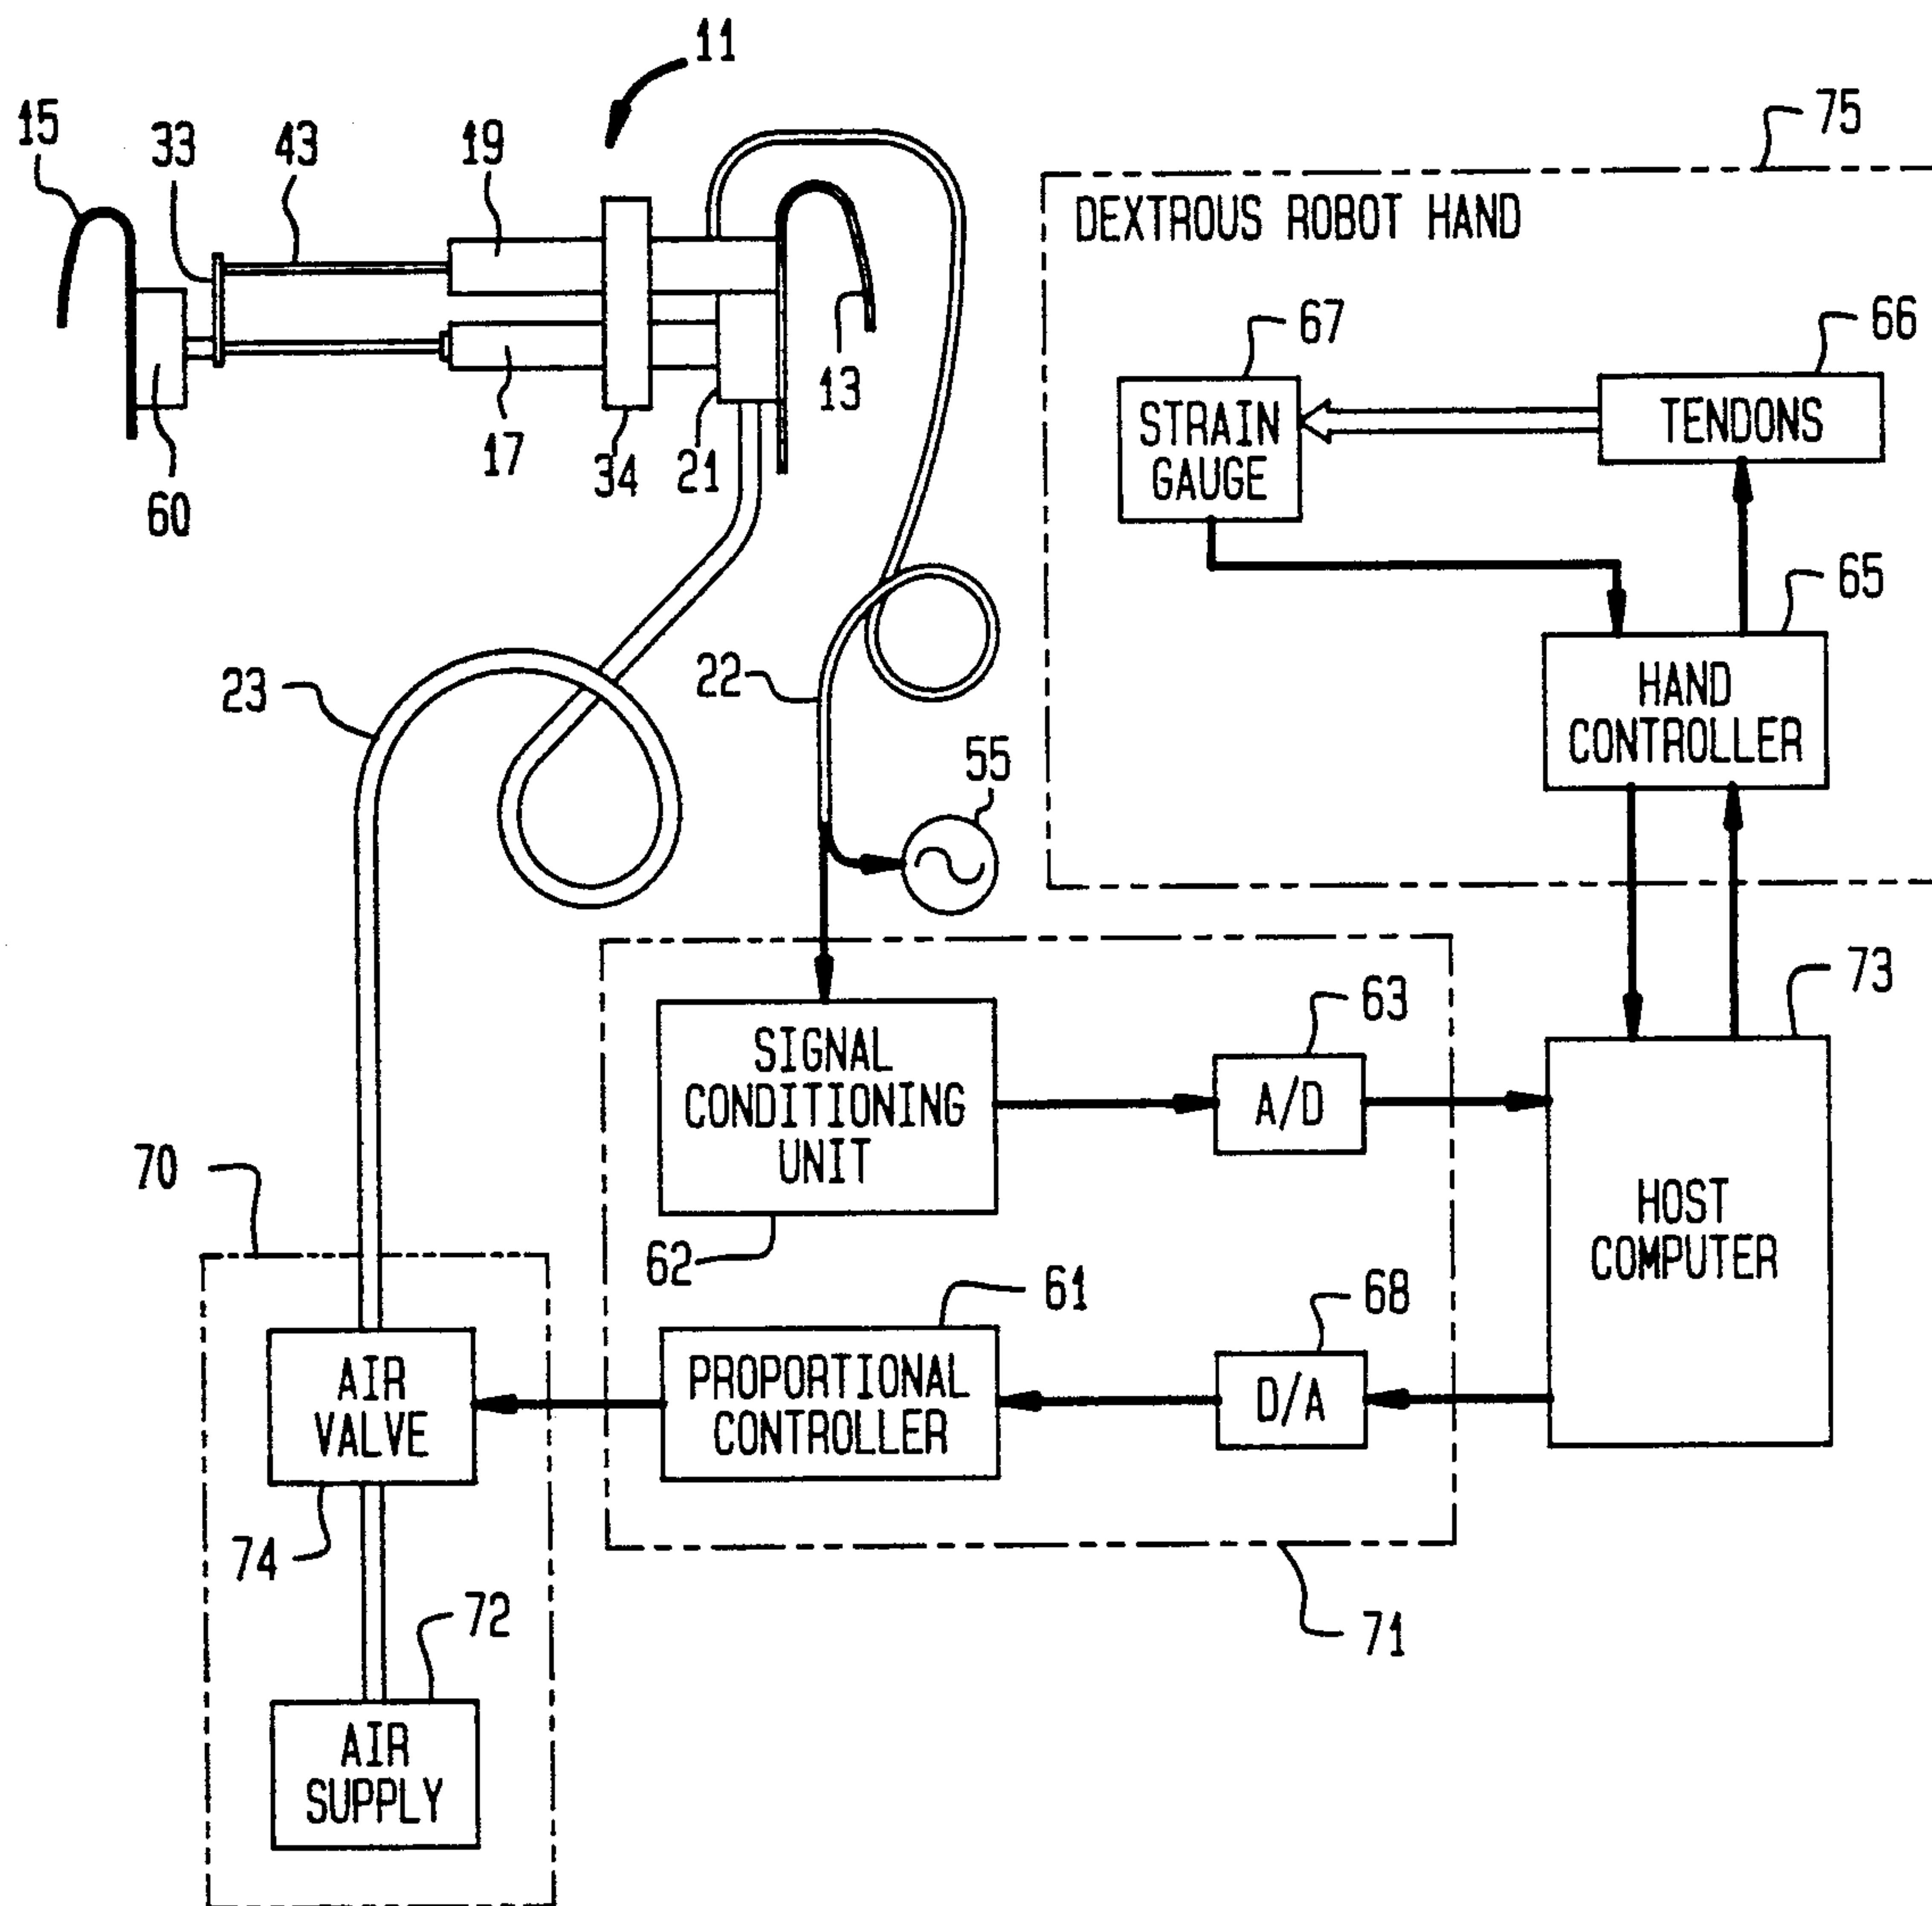 11
15
33
43
19
75
DEXTROUS ROBOT HAND
13
67
66
STRAIN
GAUGE
TENDONS
17
34
21
60
65
23
22
HAND
CONTROLLER
55
73
63
SIGNAL
CONDITIONING
UNIT
A/D
70
HOST
COMPUTER
62
61
68
AIR
VALVE
PROPORTIONAL
CONTROLLER
D/A
74
72
71
AIR
SUPPLY